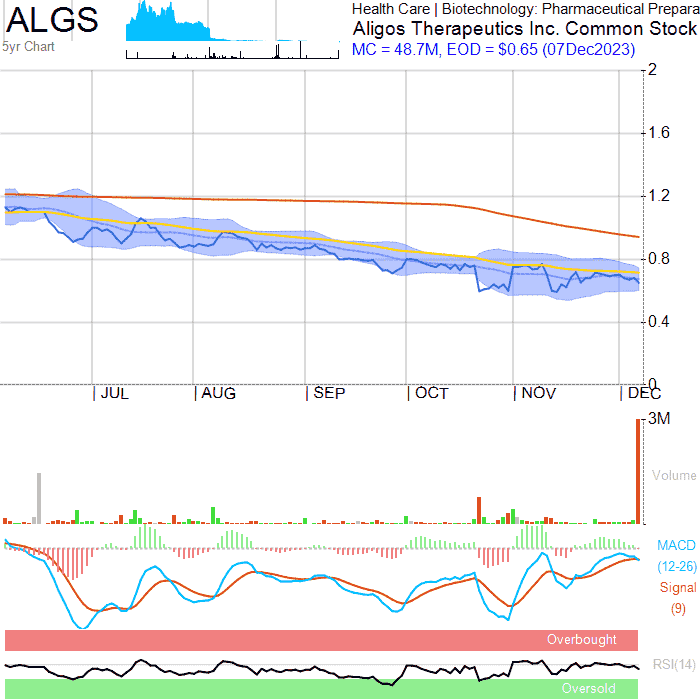 ALGS
5yr Chart
Health Care | Biotechnology: Pharmaceutical Prepara
Aligos Therapeutics Inc. Common Stock
MC = 48.7M, EOD = $0.65 (07Dec2023)
2
1.6
1.2
0.8
0.4
0
JUL AUG SEP OCT NOV DEC
3M
Volume
MACD
(12-26)
Signal
(9)
Overbought
RSI(14)
Oversold